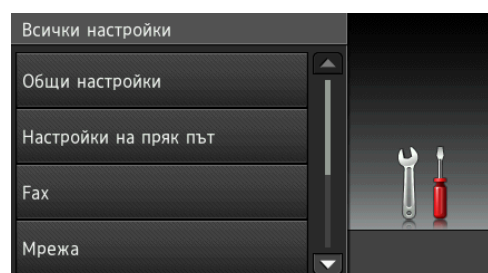 Всички настройки
Общи настройки
Настройки на пряк път
Fax
Мрежа